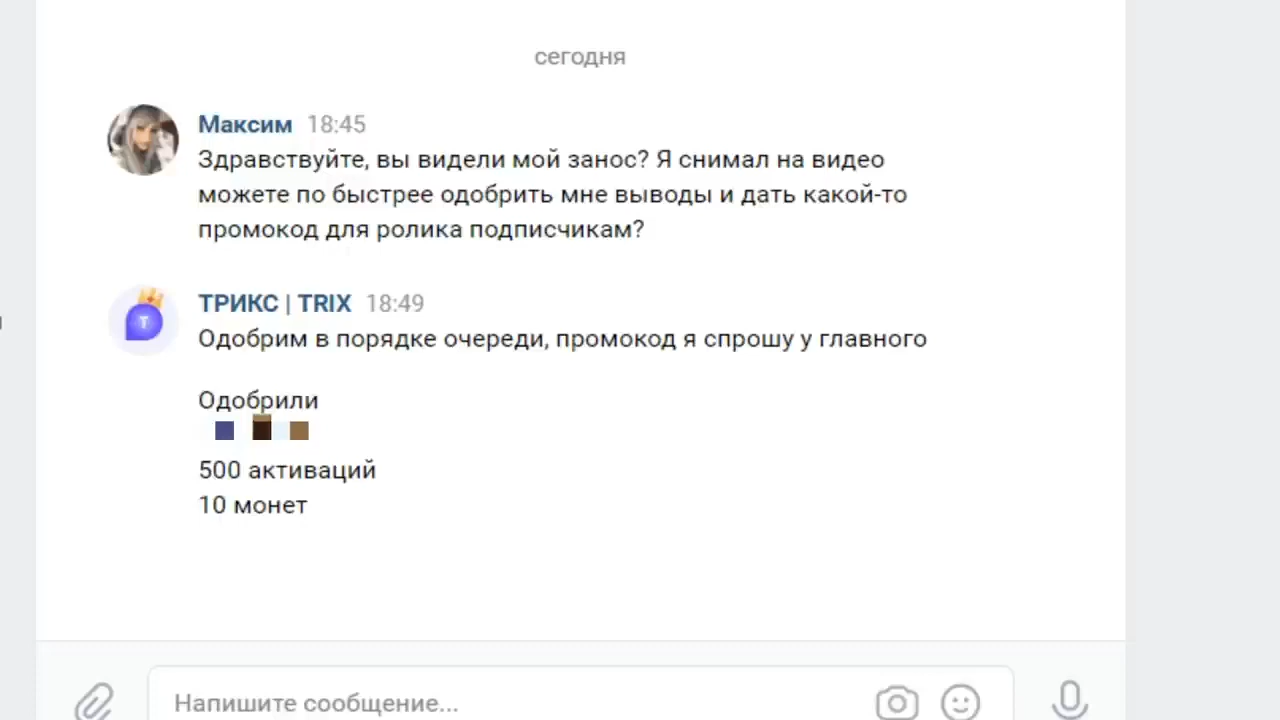 сегодня
Максим 18:45
Здравствуйте, вы видели мой занос? Я снимал на видео
можете по быстрее одобрить мне выводы и дать какой-то
промокод для ролика подписчикам?
ТРИКС | TRIX 18:49
Одобрим в порядке очереди, промокод я спрошу у главного
Одобрили
500 активаций
10 монет
Напишите сообщение...